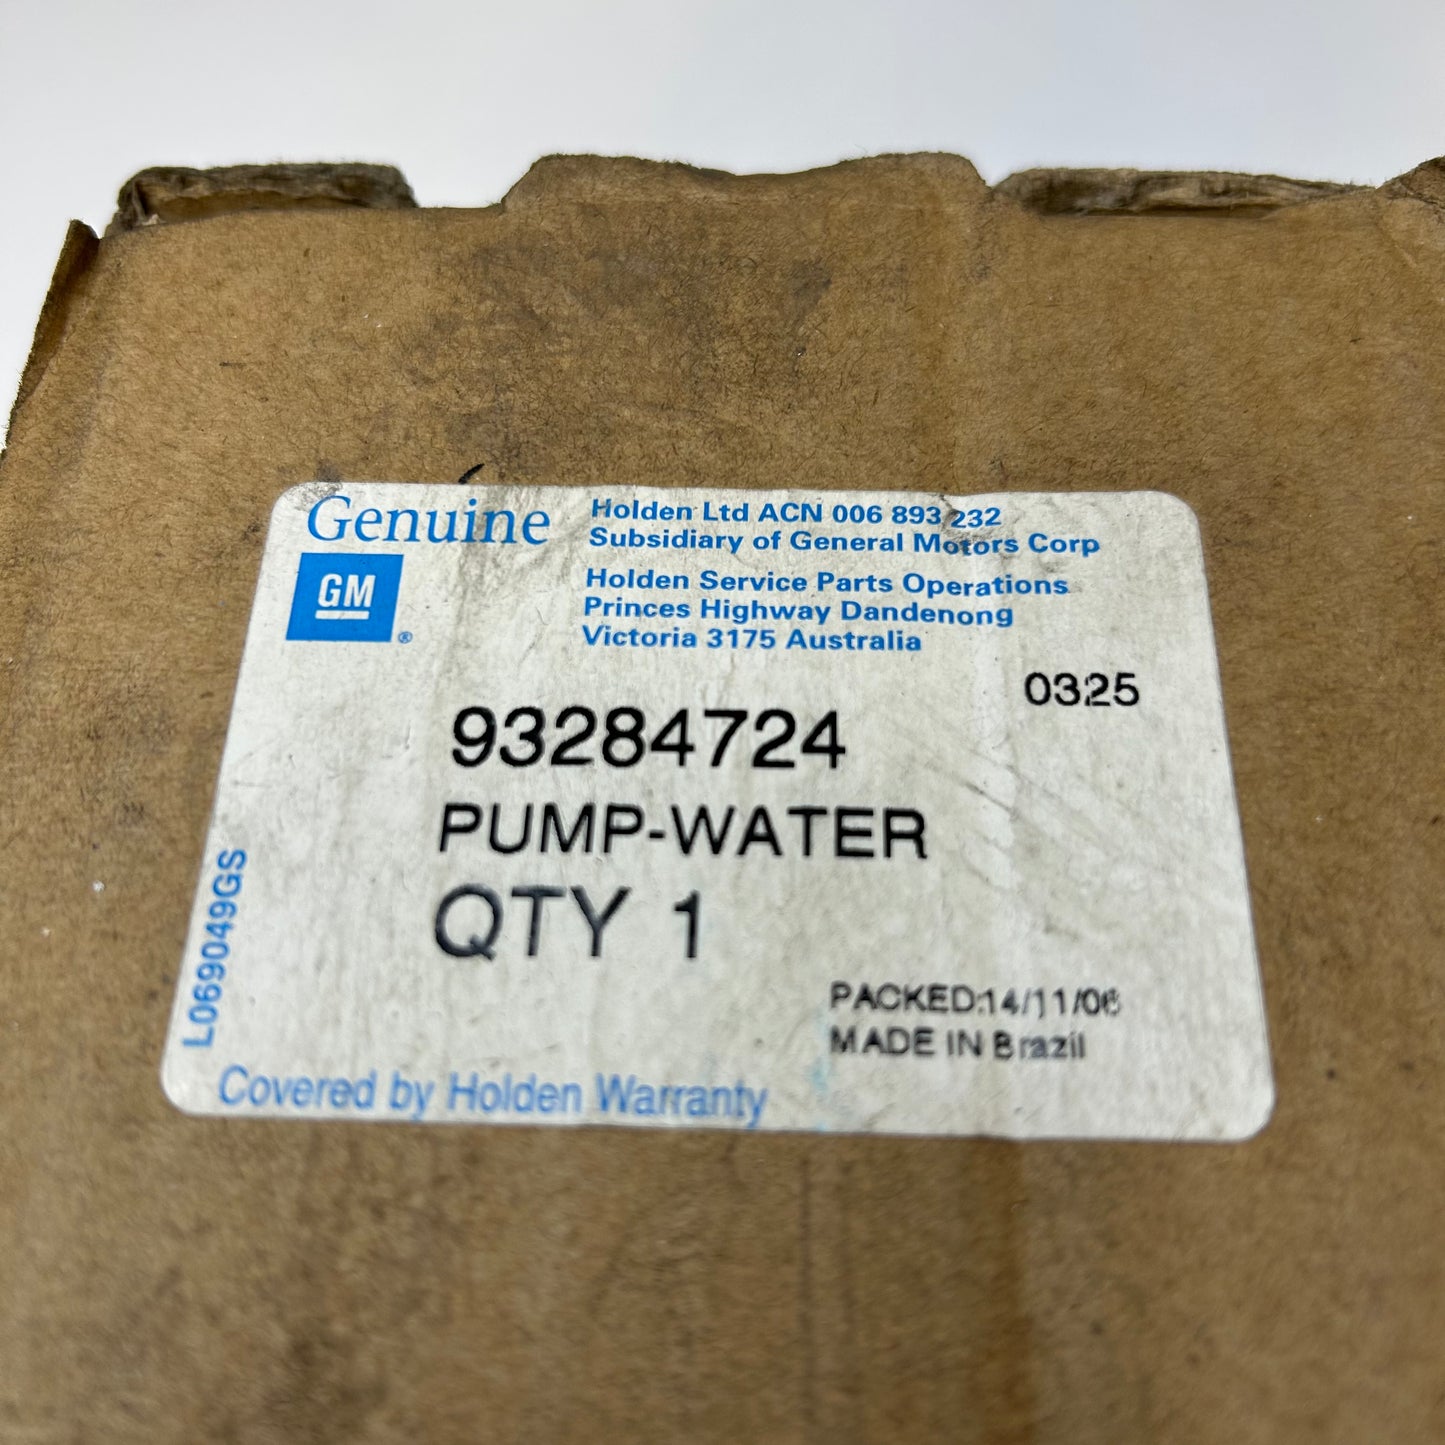 Genuine
GM
®
Holden Ltd ACN 006 893 232
Subsidiary of General Motors Corp
Holden Service Parts Operations
Princes Highway Dandenong
Victoria 3175 Australia
0325
93284724
PUMP-WATER
QTY 1
L069049GS
PACKED:14/11/06
MADE IN Brazil
Covered by Holden Warranty